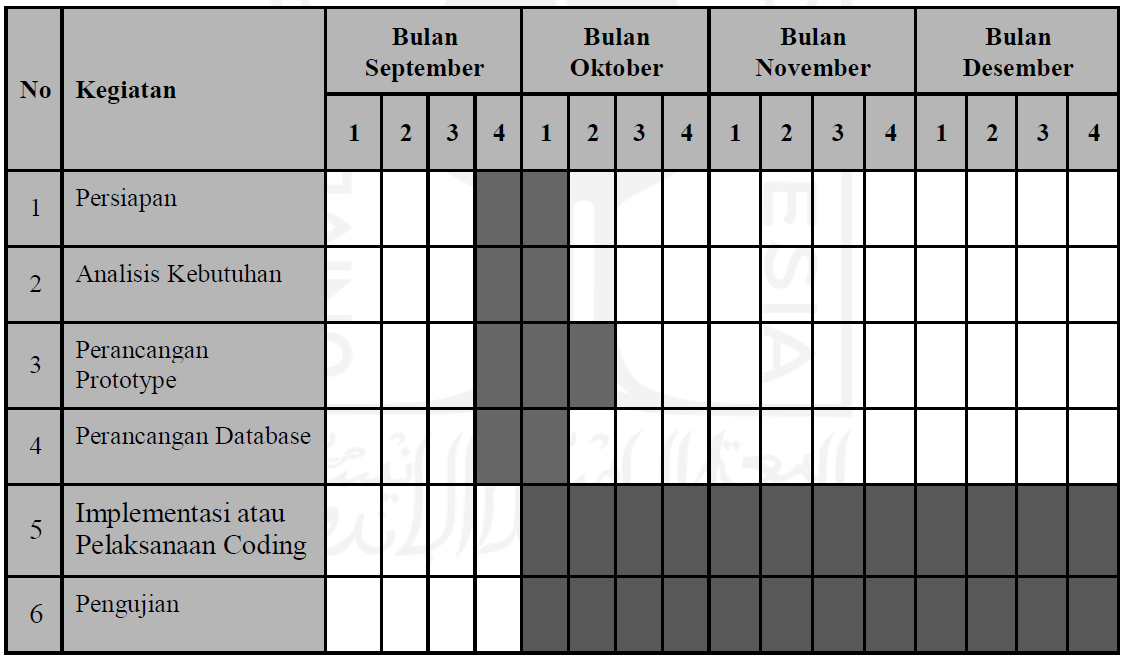 No Kegiatan Bulan September Bulan Oktober Bulan November Bulan Desember
1 2 3 4 1 2 3 4 1 2 3 4 1 2 3 4
1 Persiapan
2 Analisis Kebutuhan
3 Perancangan
Prototype
4 Perancangan Database
5 Implementasi atau
Pelaksanaan Coding
6 Pengujian
ESIA